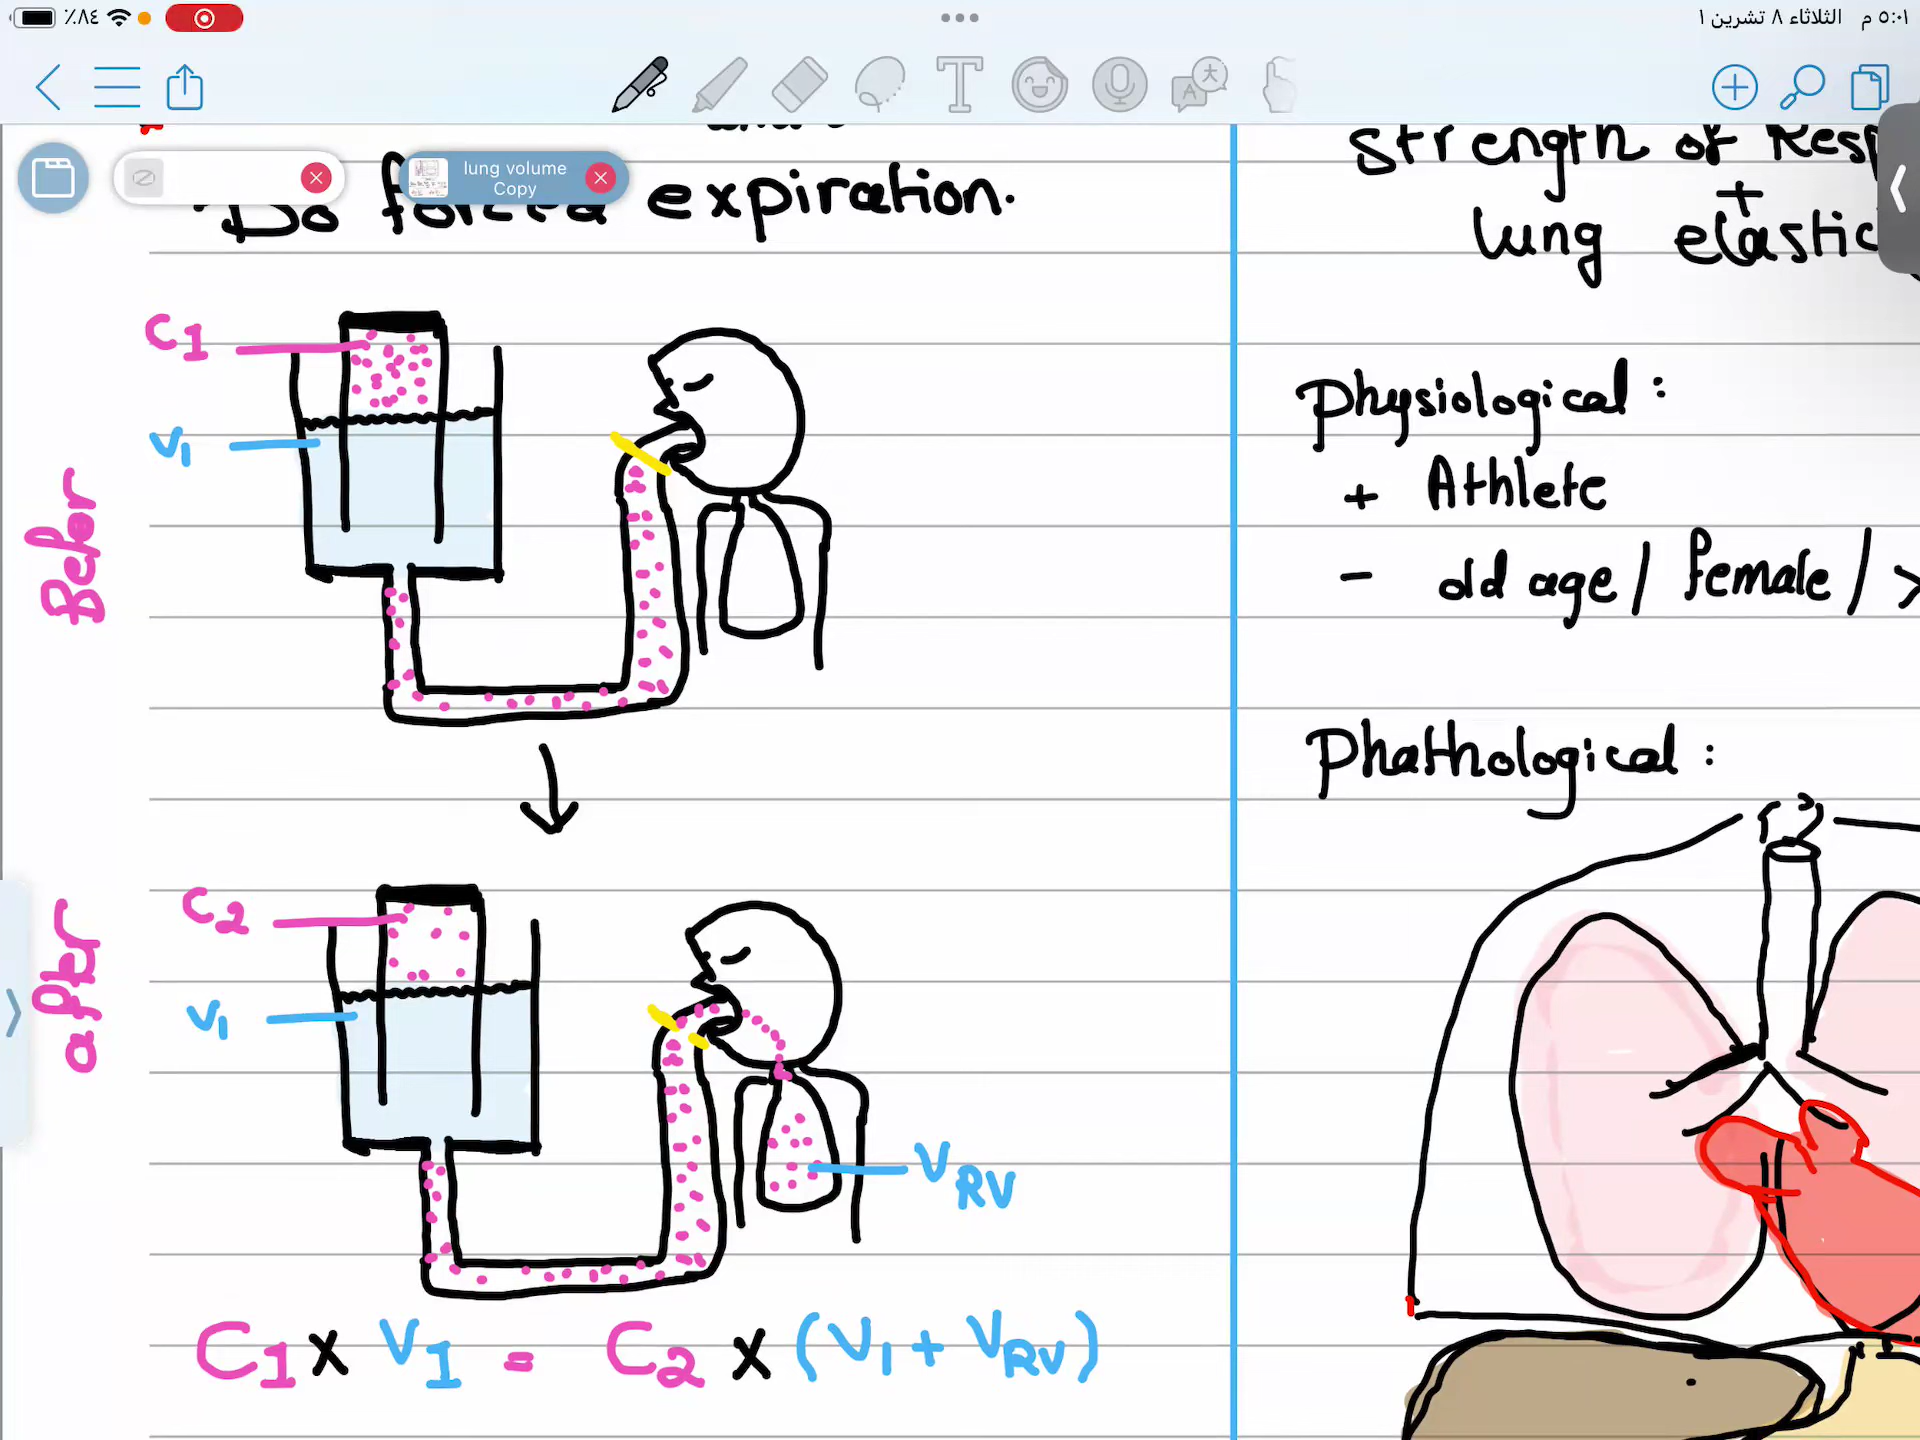 ٪٨٤
٥:٠١ م الثلاثاء ٨ تشرين ١
lung volume
Copy
Do forced expiration.
C1
V1
Befor
after
C2
V1
VRV
C1 x V1 = C2 x (V1 + VRV)
strength of Resp
+
lung elastic
Physiological :
+ Athlete
- old age / female /
Phathological :